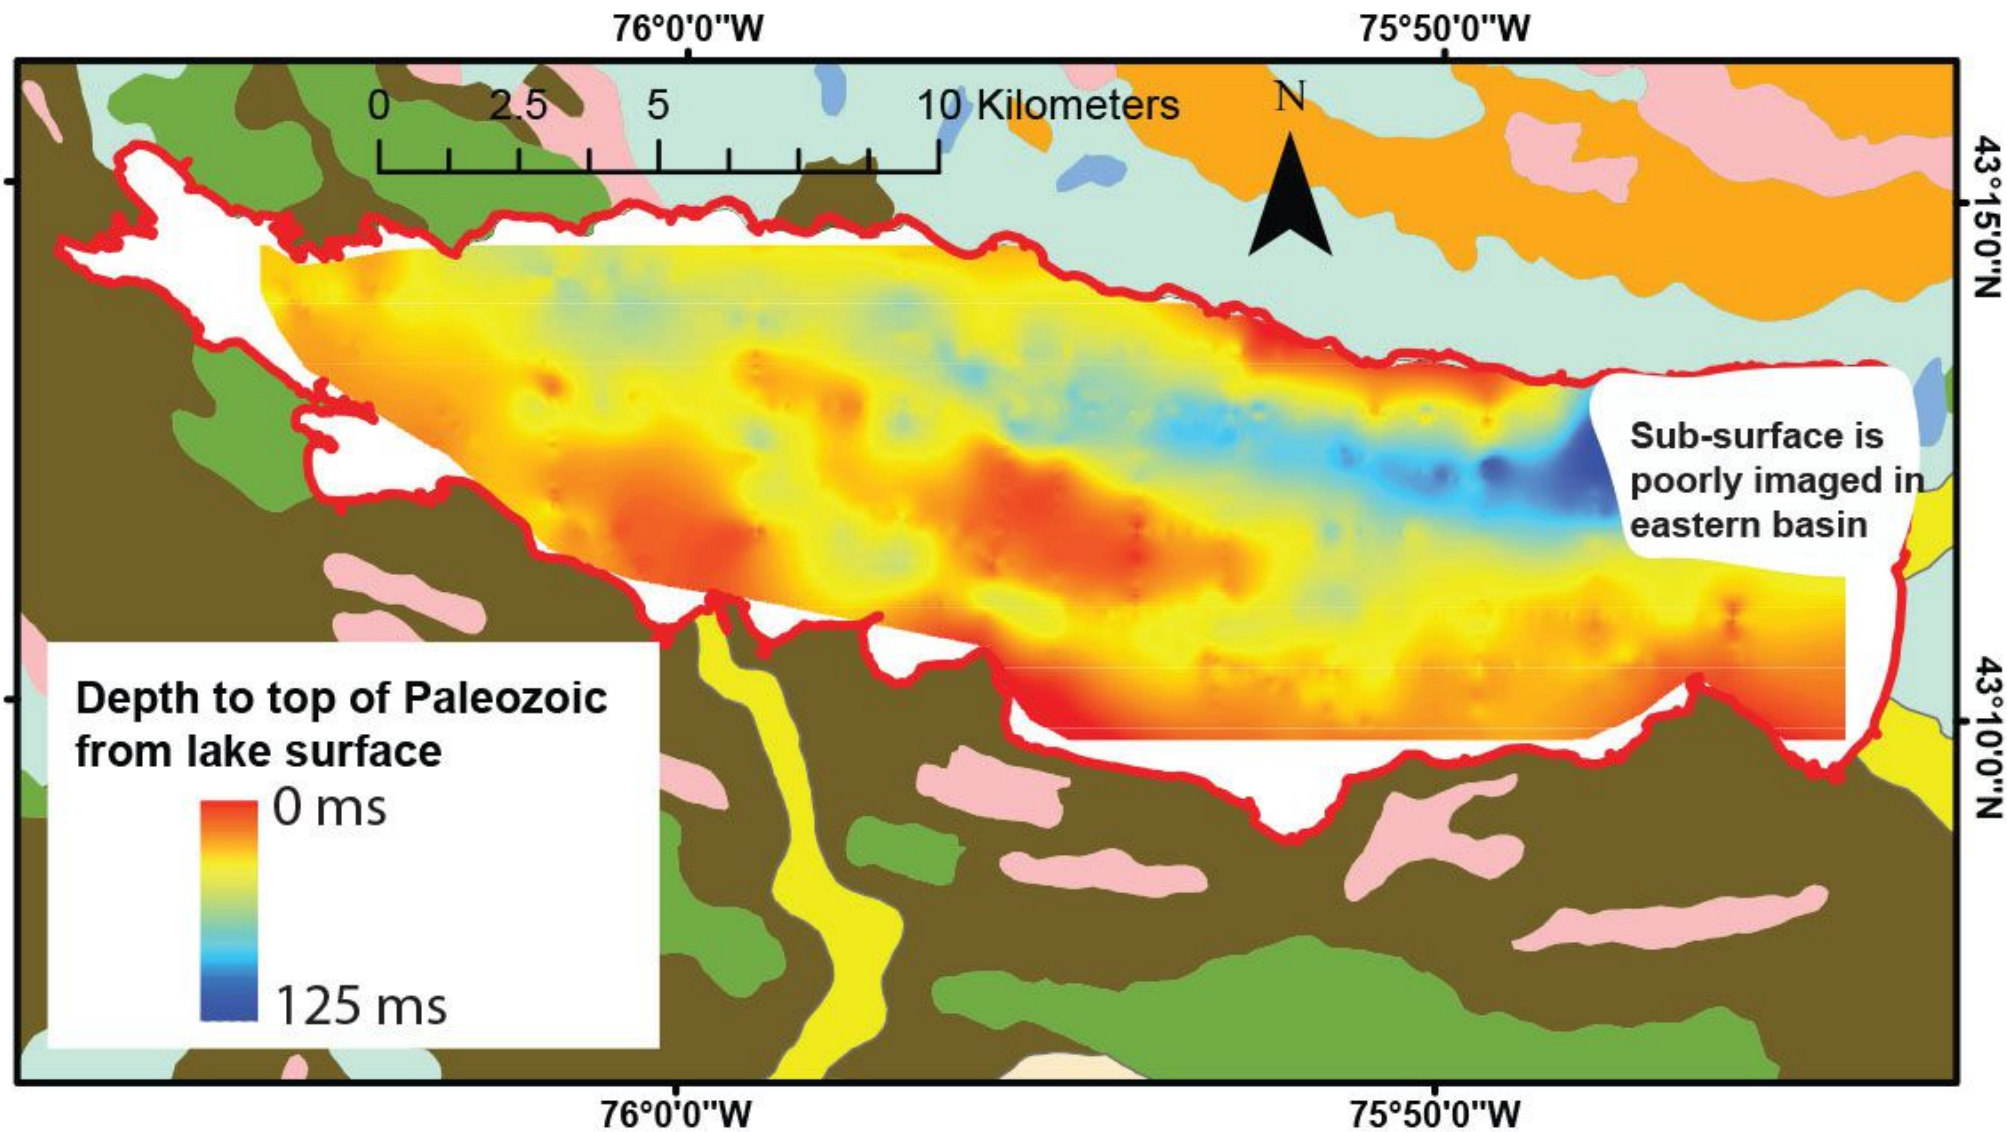 76°0'0"W
75°50'0"W
0
2.5
5
10 Kilometers
N
43°15'0"N
Sub-surface is
poorly imaged in
eastern basin
43°10'0"N
Depth to top of Paleozoic
from lake surface
0 ms
125 ms
76°0'0"W
75°50'0"W